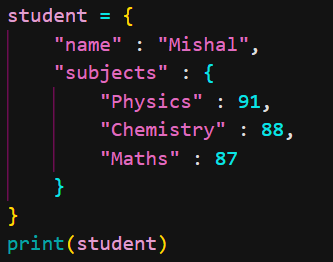 student = {
    "name" : "Mishal",
    "subjects" : {
        "Physics" : 91,
        "Chemistry" : 88,
        "Maths" : 87
    }
}
print(student)